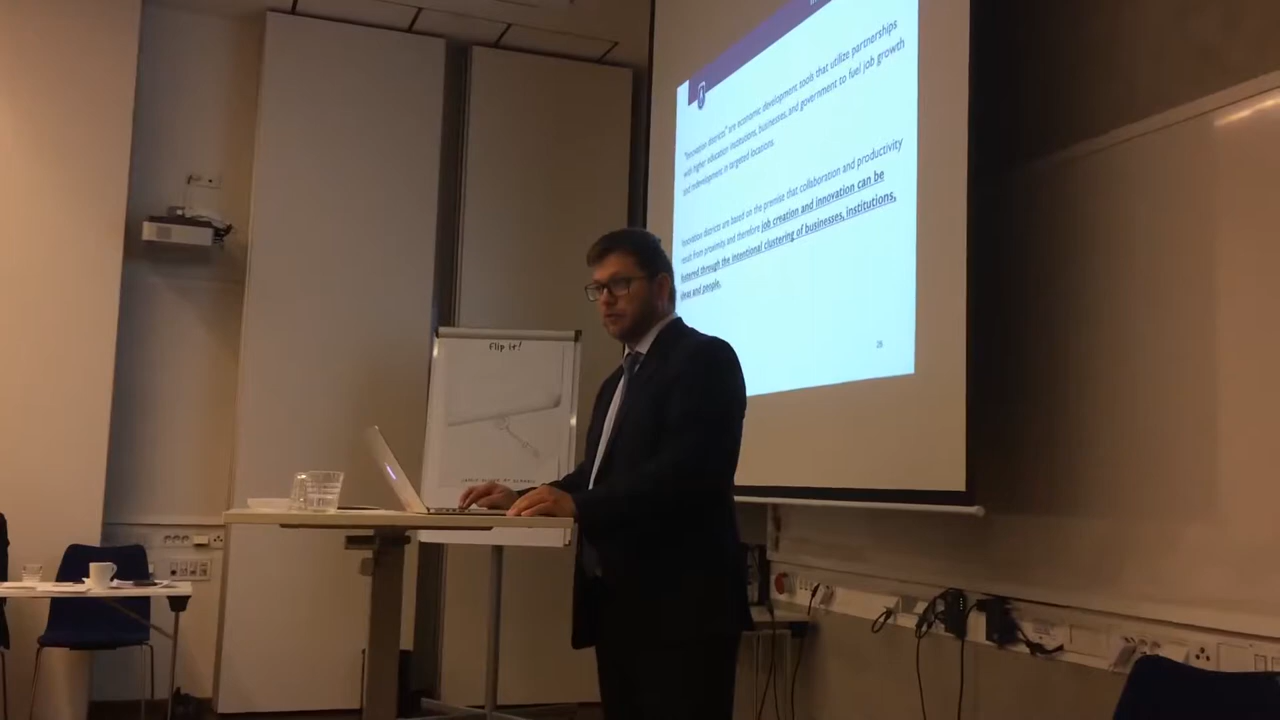 "Innovation districts" are economic development tools that utilize partnerships
with higher education institutions, businesses, and government to fuel job growth
and redevelopment in targeted locations.
Innovation districts are based on the premise that collaboration and productivity
result from proximity, and therefore job creation and innovation can be
fostered through the intentional clustering of businesses, institutions,
ideas and people.
26
flip it!